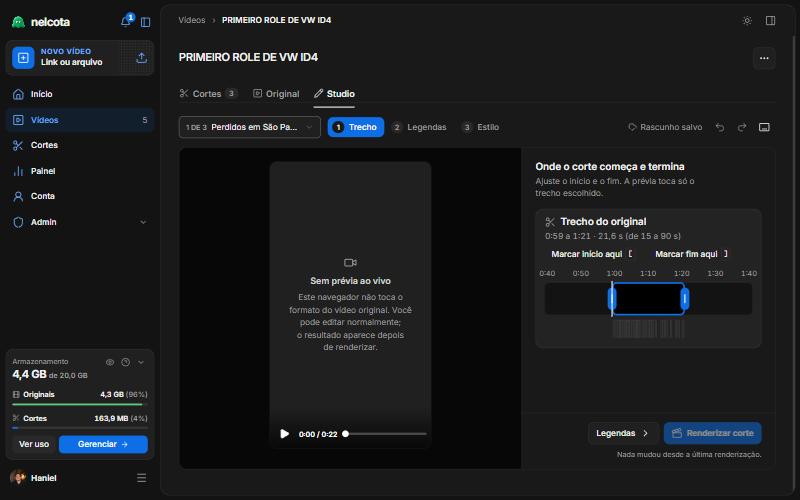 nelcota
1
NOVO VÍDEO
Link ou arquivo
Início
Vídeos 5
Cortes
Painel
Conta
Admin
Armazenamento
4,4 GB de 20,0 GB
Originais 4,3 GB (96%)
Cortes 163,9 MB (4%)
Ver uso
Gerenciar →
Haniel
Vídeos › PRIMEIRO ROLE DE VW ID4
PRIMEIRO ROLE DE VW ID4
Cortes 3 Original Studio
1 DE 3 Perdidos em São Pa... 1 Trecho 2 Legendas 3 Estilo
Rascunho salvo
Sem prévia ao vivo
Este navegador não toca o
formato do vídeo original. Você
pode editar normalmente;
o resultado aparece depois
de renderizar.
0:00 / 0:22
Onde o corte começa e termina
Ajuste o início e o fim. A prévia toca só o
trecho escolhido.
Trecho do original
0:59 a 1:21 · 21,6 s (de 15 a 90 s)
Marcar início aqui [ Marcar fim aqui ]
0:40 0:50 1:00 1:10 1:20 1:30 1:40
Legendas
Renderizar corte
Nada mudou desde a última renderização.